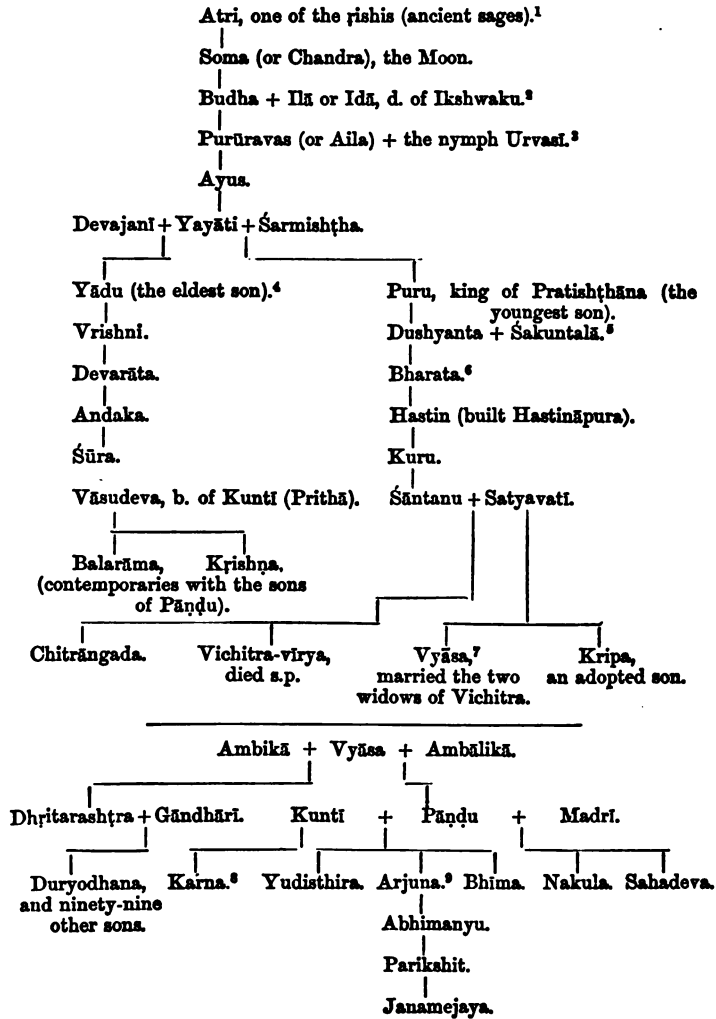 Atri, one of the ṛishis (ancient sages).¹
Soma (or Chandra), the Moon.
Budha + Ilā or Idā, d. of Ikshwaku.²
Purūravas (or Aila) + the nymph Urvasī.³
Ayus.
Devajanī + Yayāti + Śarmishṭha.
Yādu (the eldest son).⁴
Puru, king of Pratishṭhāna (the
youngest son).
Vrishni.
Dushyanta + Śakuntalā.⁵
Devarāta.
Bharata.⁶
Andaka.
Hastin (built Hastināpura).
Śūra.
Kuru.
Vāsudeva, b. of Kuntī (Prithā).
Śāntanu + Satyavatī.
Balarāma, Kṛishṇa.
(contemporaries with the sons
of Pāṇḍu).
Chitrāngada.
Vichitra-vīrya,
died s.p.
Vyāsa,⁷
married the two
widows of Vichitra.
Kripa,
an adopted son.
Ambikā + Vyāsa + Ambālikā.
Dhṛitarashṭra + Gāndhārī. Kuntī + Pāṇḍu + Madrī.
Duryodhana,
and ninety-nine
other sons.
Karna.⁸ Yudisthira. Arjuna.⁹ Bhīma. Nakula. Sahadeva.
Abhimanyu.
Parikshit.
Janamejaya.